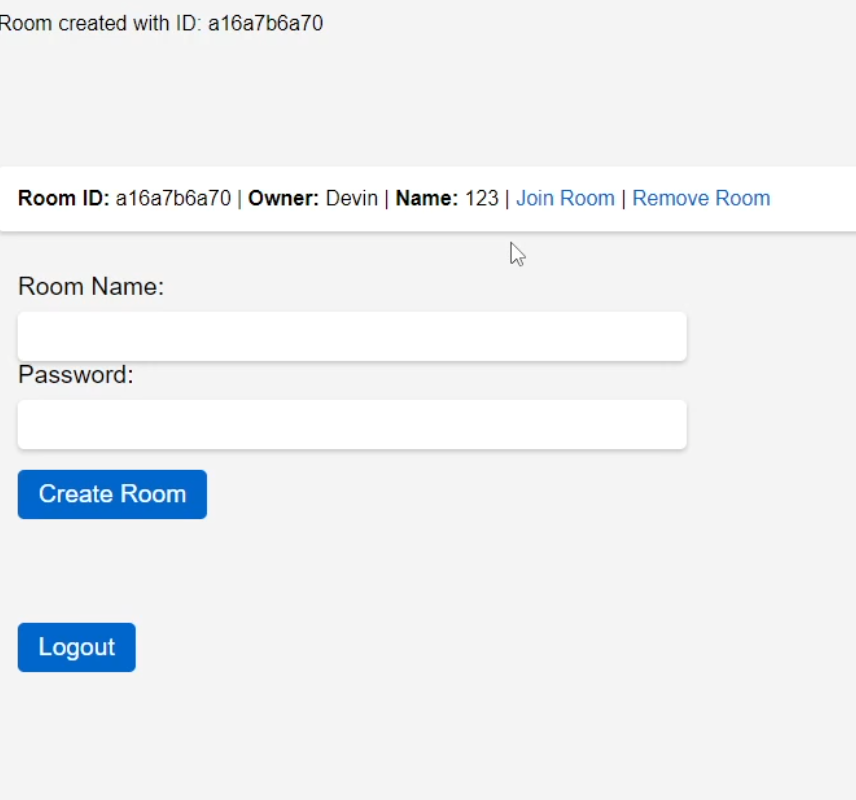 Room created with ID: a16a7b6a70
Room ID: a16a7b6a70 | Owner: Devin | Name: 123 | Join Room | Remove Room
Room Name:
Password:
Create Room
Logout